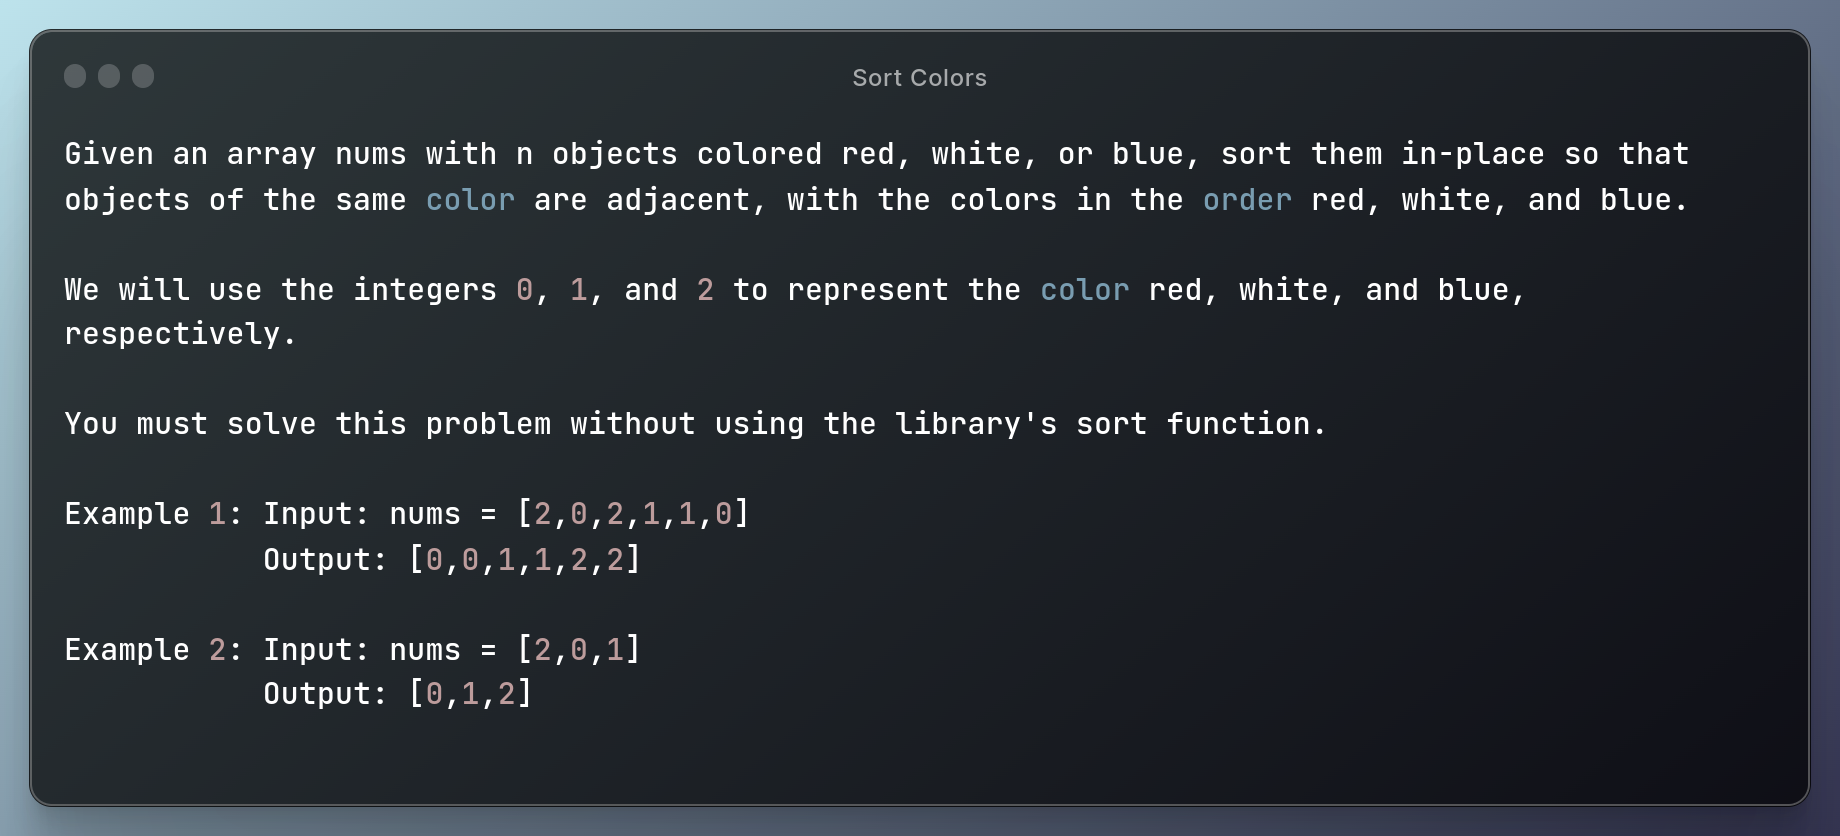 Sort Colors
Given an array nums with n objects colored red, white, or blue, sort them in-place so that
objects of the same color are adjacent, with the colors in the order red, white, and blue.
We will use the integers 0, 1, and 2 to represent the color red, white, and blue,
respectively.
You must solve this problem without using the library's sort function.
Example 1: Input: nums = [2,0,2,1,1,0]
Output: [0,0,1,1,2,2]
Example 2: Input: nums = [2,0,1]
Output: [0,1,2]